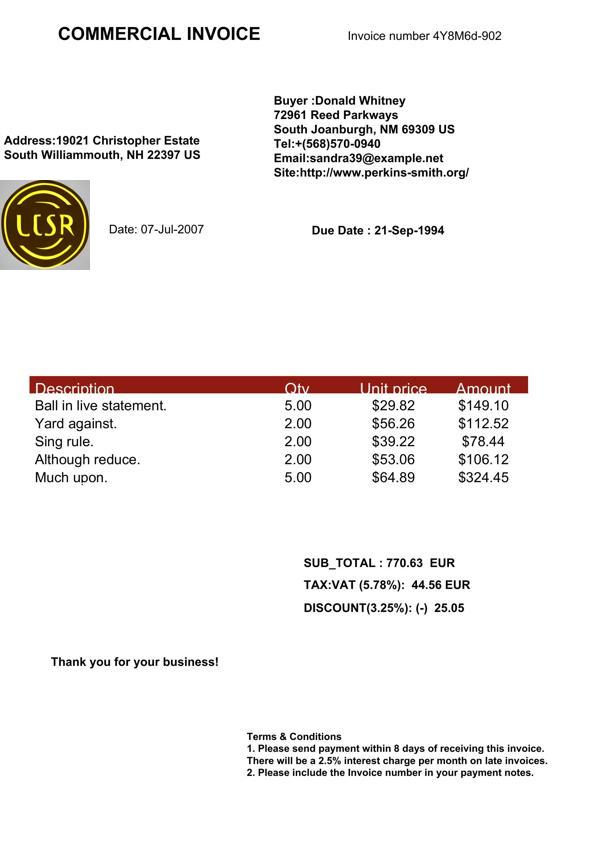 COMMERCIAL INVOICE
Invoice number 4Y8M6d-902
Buyer :Donald Whitney
72961 Reed Parkways
South Joanburgh, NM 69309 US
Tel:+(568)570-0940
Email:sandra39@example.net
Site:http://www.perkins-smith.org/
Address:19021 Christopher Estate
South Williammouth, NH 22397 US
LCSR
Date: 07-Jul-2007
Due Date : 21-Sep-1994
Description Qty Unit price Amount
Ball in live statement. 5.00 $29.82 $149.10
Yard against. 2.00 $56.26 $112.52
Sing rule. 2.00 $39.22 $78.44
Although reduce. 2.00 $53.06 $106.12
Much upon. 5.00 $64.89 $324.45
SUB_TOTAL : 770.63 EUR
TAX:VAT (5.78%): 44.56 EUR
DISCOUNT(3.25%): (-) 25.05
Thank you for your business!
Terms & Conditions
1. Please send payment within 8 days of receiving this invoice.
There will be a 2.5% interest charge per month on late invoices.
2. Please include the Invoice number in your payment notes.